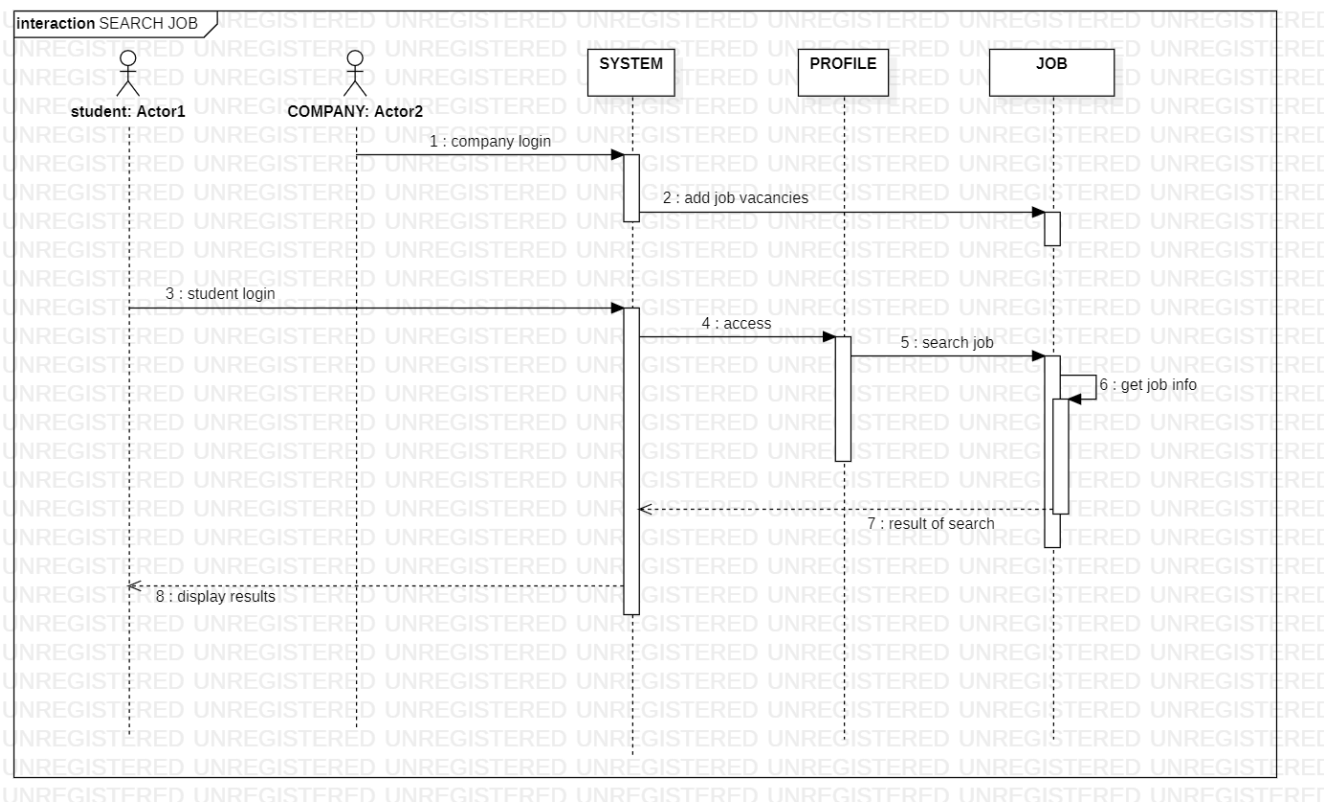 interaction SEARCH JOB
student: Actor1
COMPANY: Actor2
SYSTEM
PROFILE
JOB
1 : company login
2 : add job vacancies
3 : student login
4 : access
5 : search job
6 : get job info
7 : result of search
8 : display results
UNREGISTERED